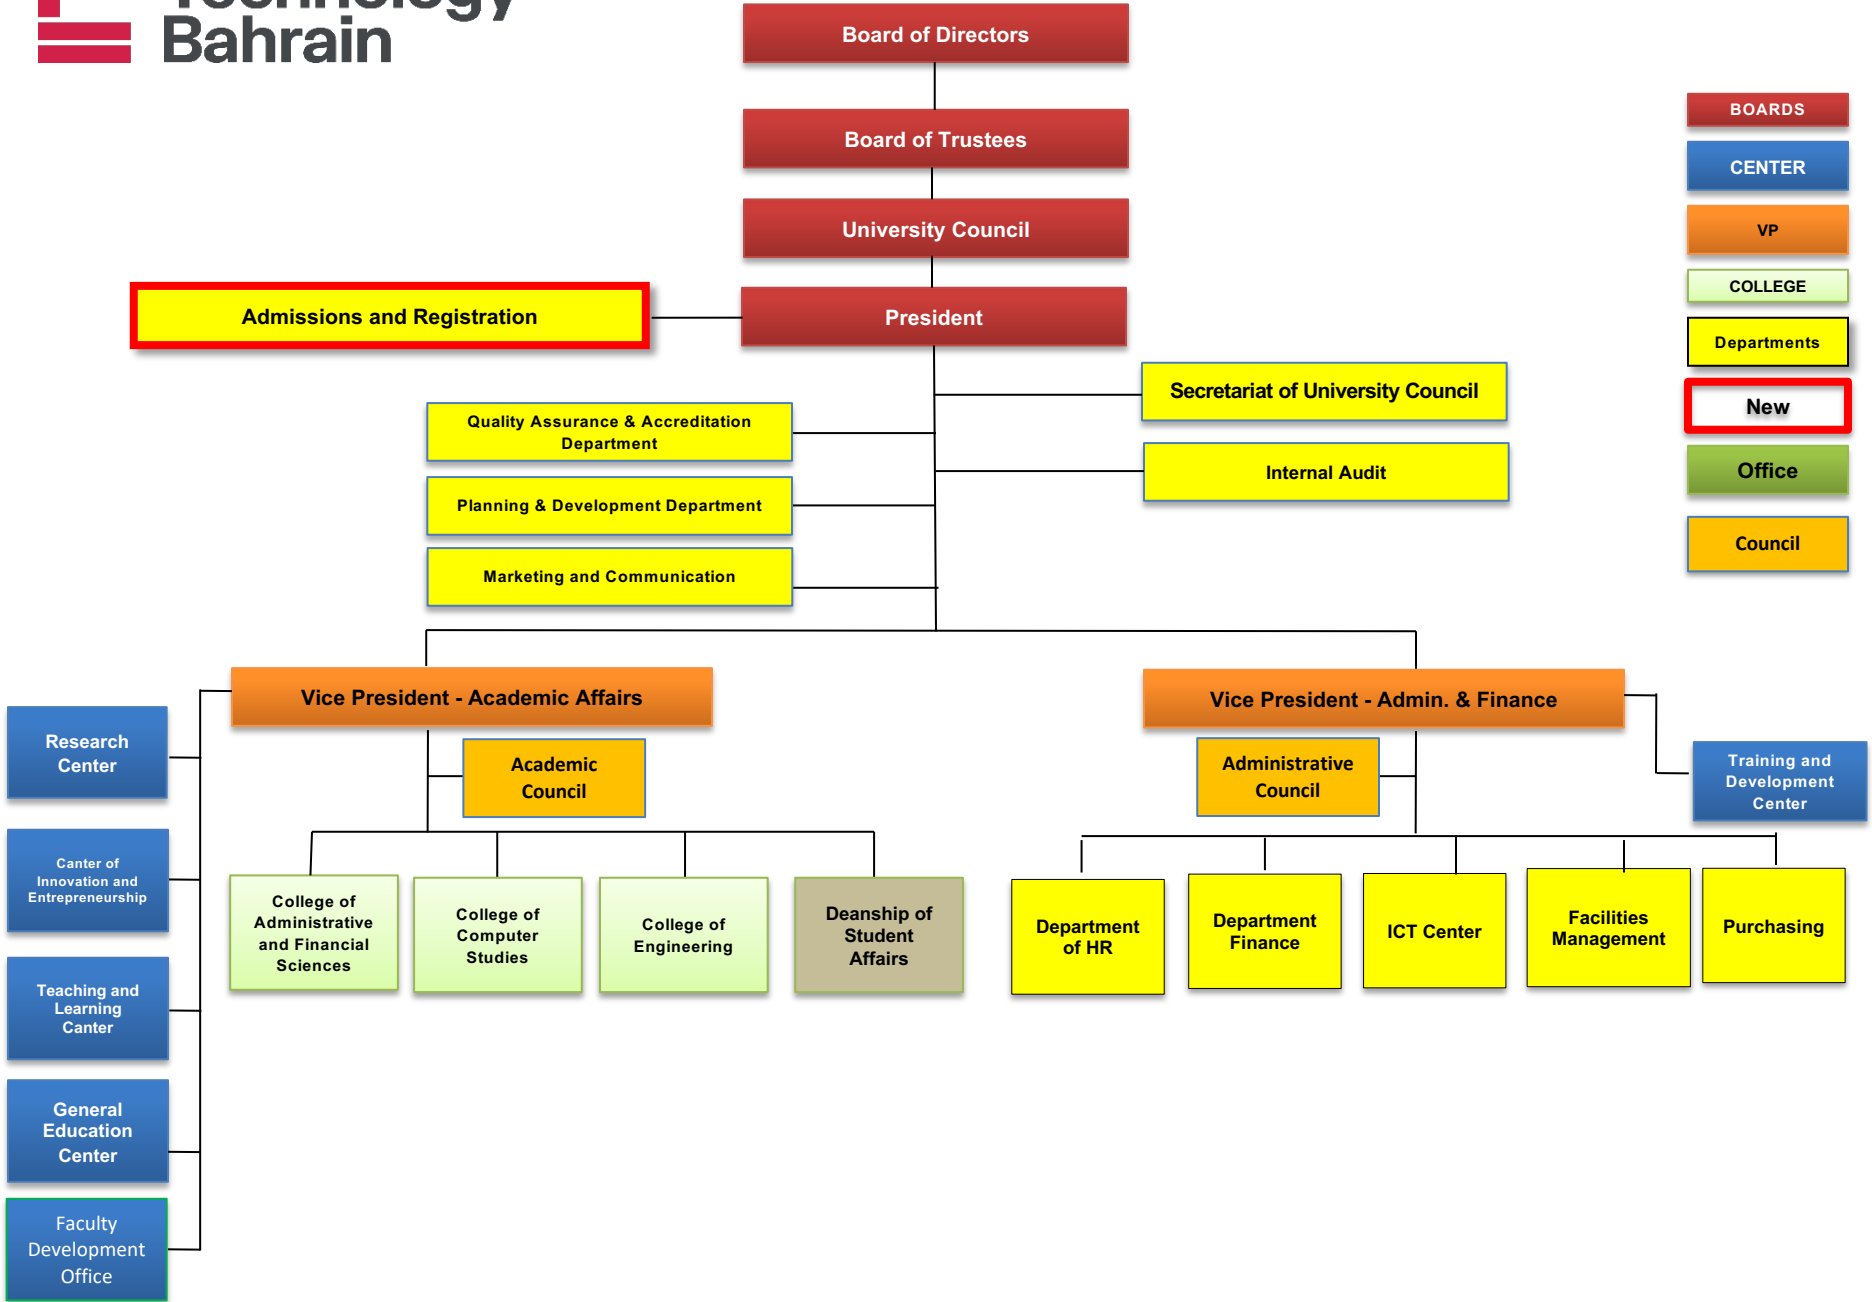 Technology
Bahrain
Board of Directors
Board of Trustees
University Council
Admissions and Registration
President
Secretariat of University Council
Quality Assurance & Accreditation
Department
Internal Audit
Planning & Development Department
Marketing and Communication
BOARDS
CENTER
VP
COLLEGE
Departments
New
Office
Council
Vice President - Academic Affairs
Vice President - Admin. & Finance
Research
Center
Academic
Council
Administrative
Council
Training and
Development
Center
Canter of
Innovation and
Entrepreneurship
College of
Administrative
and Financial
Sciences
College of
Computer
Studies
College of
Engineering
Deanship of
Student
Affairs
Department
of HR
Department
Finance
ICT Center
Facilities
Management
Purchasing
Teaching and
Learning
Canter
General
Education
Center
Faculty
Development
Office